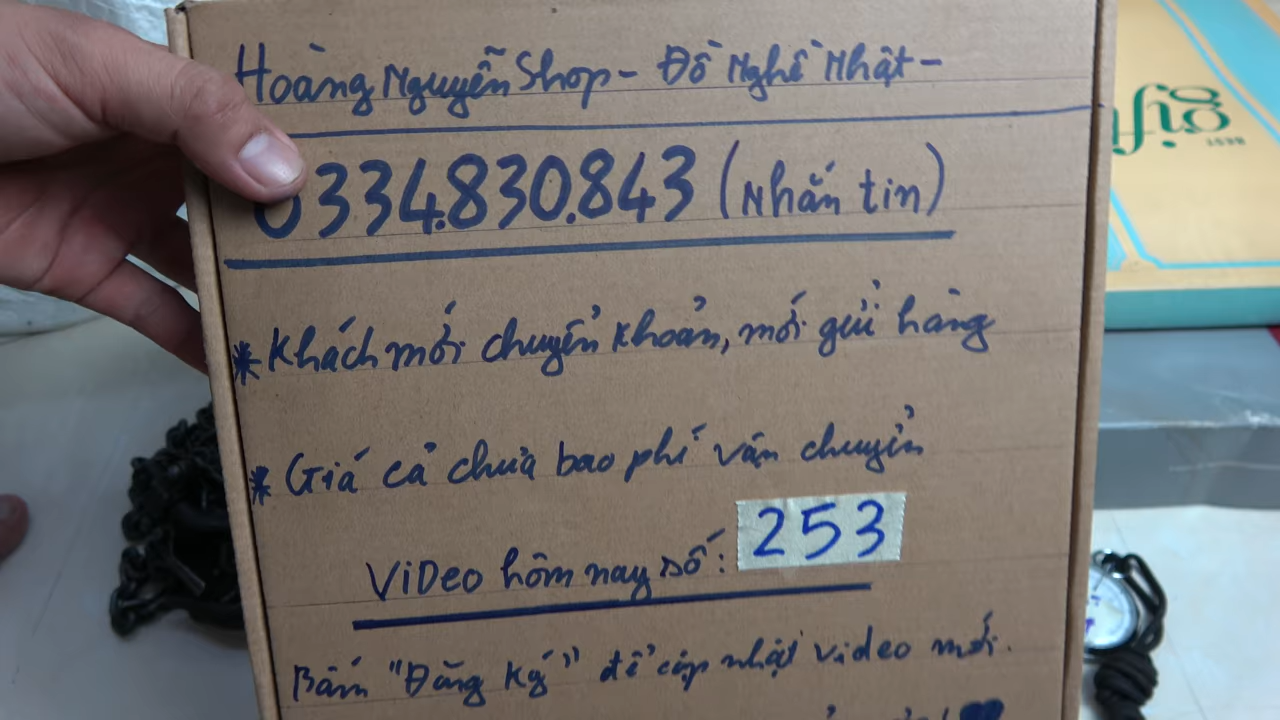 Hoàng Nguyễn Shop - Đồ Nghề Nhật -
0334.830.843 (Nhắn tin)
* Khách mới chuyển khoản, mới gửi hàng
* Giá cả chưa bao phí vận chuyển
Video hôm nay số: 253
Bấm "Đăng ký" để cập nhật video mới.